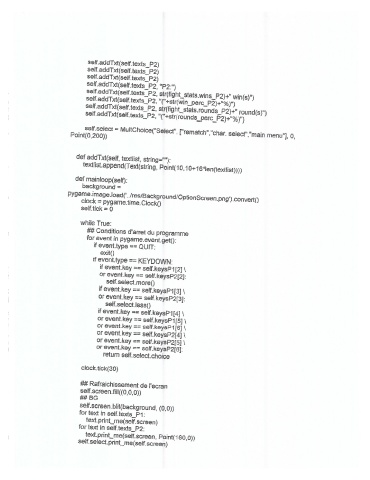 self.addTxt(self.texts_P2)
self.addTxt(self.texts_P2)
self.addTxt(self.texts_P2)
self.addTxt(self.texts_P2, "P2:")
self.addTxt(self.texts_P2, str(fight_stats.wins_P2)+" win(s)")
self.addTxt(self.texts_P2, "("+str(win_perc_P2)+"%)")
self.addTxt(self.texts_P2, str(fight_stats.rounds_P2)+" round(s)")
self.addTxt(self.texts_P2, "("+str(rounds_perc_P2)+"%)")
self.select = MultChoice("Select", ["rematch","char. select","main menu"], 0,
Point(0,200))
def addTxt(self, textlist, string=""):
textlist.append(Text(string, Point(10,10+16*len(textlist))))
def mainloop(self):
background =
pygame.image.load('../res/Background/OptionScreen.png').convert()
clock = pygame.time.Clock()
self.tick = 0
while True:
## Conditions d'arret du programme
for event in pygame.event.get():
if event.type == QUIT:
exit()
if event.type == KEYDOWN:
if event.key == self.keysP1[2] \
or event.key == self.keysP2[2]:
self.select.more()
if event.key == self.keysP1[3] \
or event.key == self.keysP2[3]:
self.select.less()
if event.key == self.keysP1[4] \
or event.key == self.keysP1[5] \
or event.key == self.keysP1[6] \
or event.key == self.keysP2[4] \
or event.key == self.keysP2[5] \
or event.key == self.keysP2[6]:
return self.select.choice
clock.tick(30)
## Rafraichissement de l'ecran
self.screen.fill((0,0,0))
## BG
self.screen.blit(background, (0,0))
for text in self.texts_P1:
text.print_me(self.screen)
for text in self.texts_P2:
text.print_me(self.screen, Point(180,0))
self.select.print_me(self.screen)